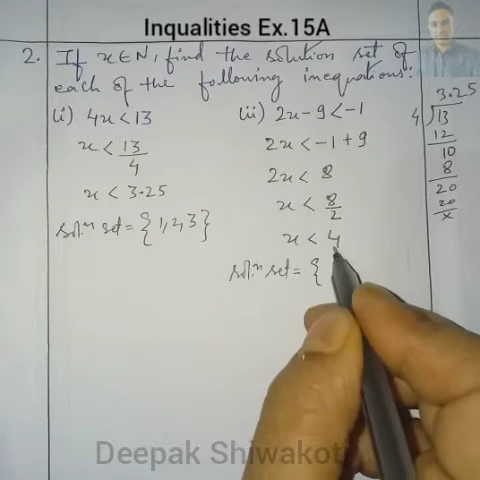 Inqualities Ex.15A
2. If x ∈ N, find the solution set of
each of the following inequations:
(i) 4x < 13
x < 13/4
x < 3.25
sol.ⁿ set = { 1, 2, 3 }
(ii) 2x - 9 < -1
2x < -1 + 9
2x < 8
x < 8/2
x < 4
sol.ⁿ set = {
3.25
4 ) 13
12
10
8
20
20
x
Deepak Shiwakoti